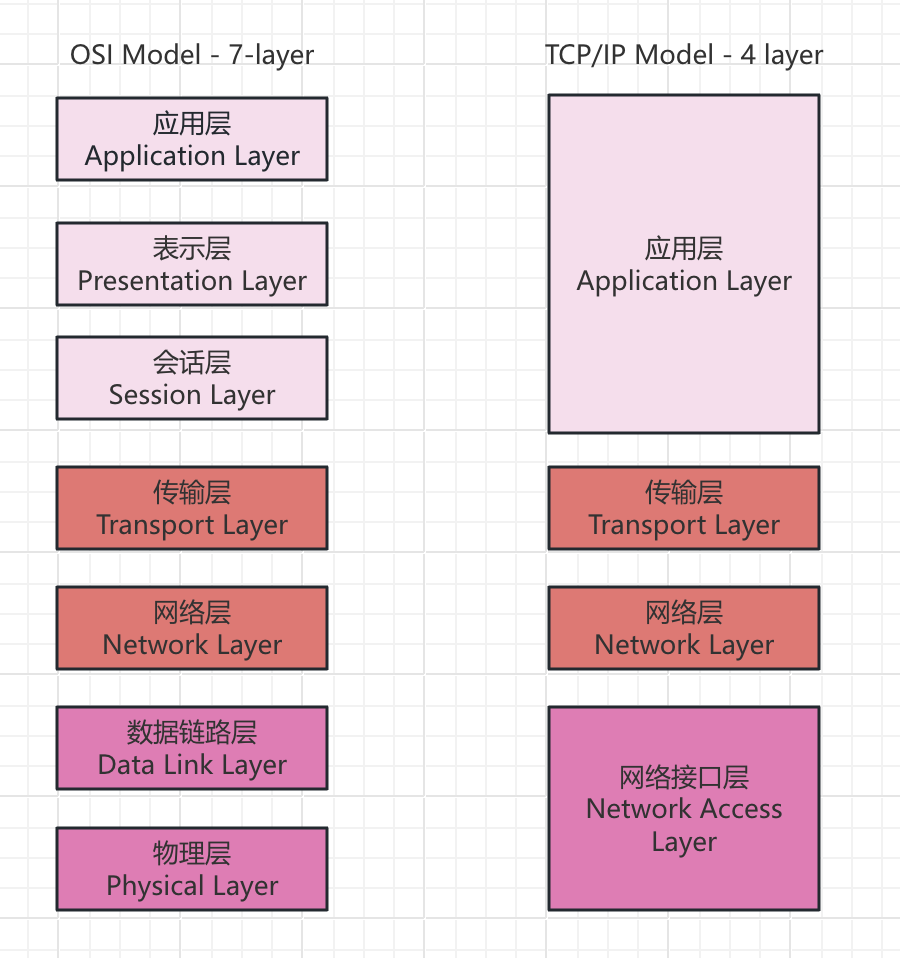 OSI Model - 7-layer
应用层
Application Layer
表示层
Presentation Layer
会话层
Session Layer
传输层
Transport Layer
网络层
Network Layer
数据链路层
Data Link Layer
物理层
Physical Layer
TCP/IP Model - 4 layer
应用层
Application Layer
传输层
Transport Layer
网络层
Network Layer
网络接口层
Network Access
Layer